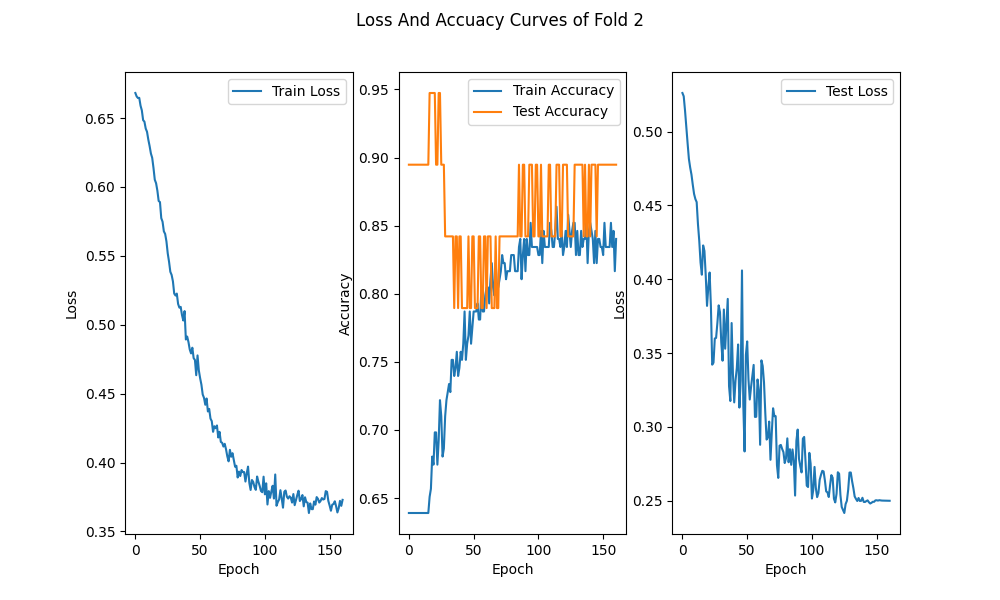 Loss And Accuacy Curves of Fold 2
Train Loss
0.65
0.60
0.55
0.50
0.45
0.40
0.35
Loss
0
50
100
150
Epoch
Train Accuracy
Test Accuracy
0.95
0.90
0.85
0.80
0.75
0.70
0.65
Accuracy
0
50
100
150
Epoch
Test Loss
0.50
0.45
0.40
0.35
0.30
0.25
Loss
0
50
100
150
Epoch